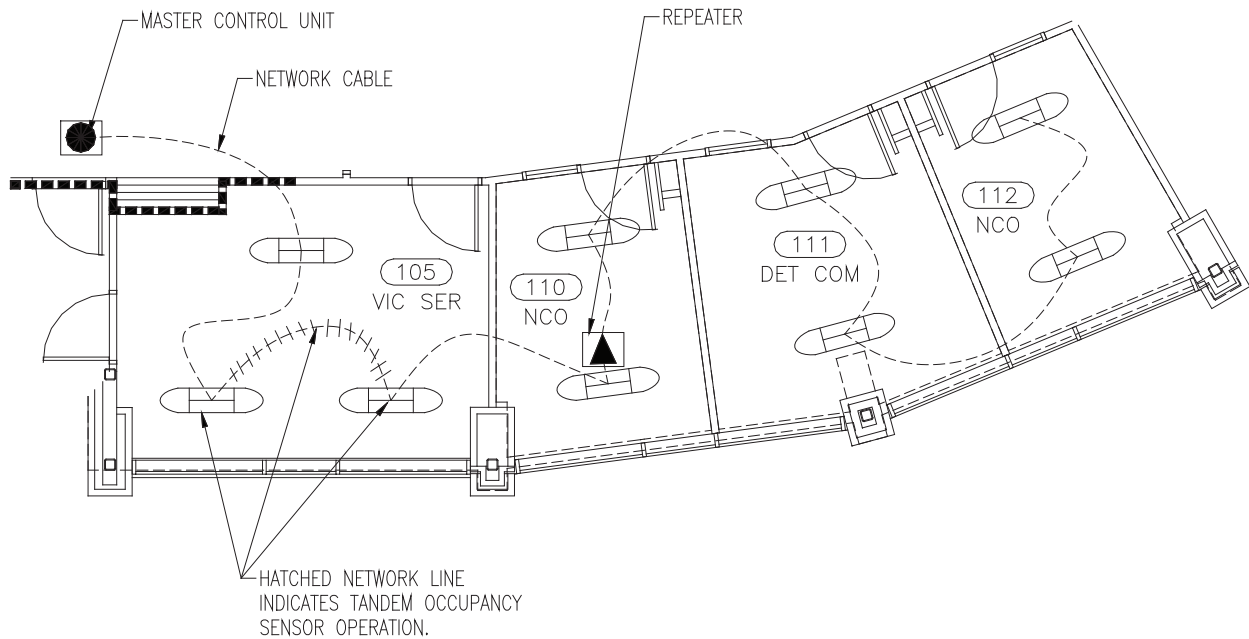 MASTER CONTROL UNIT
REPEATER
NETWORK CABLE
105
VIC SER
110
NCO
111
DET COM
112
NCO
HATCHED NETWORK LINE
INDICATES TANDEM OCCUPANCY
SENSOR OPERATION.